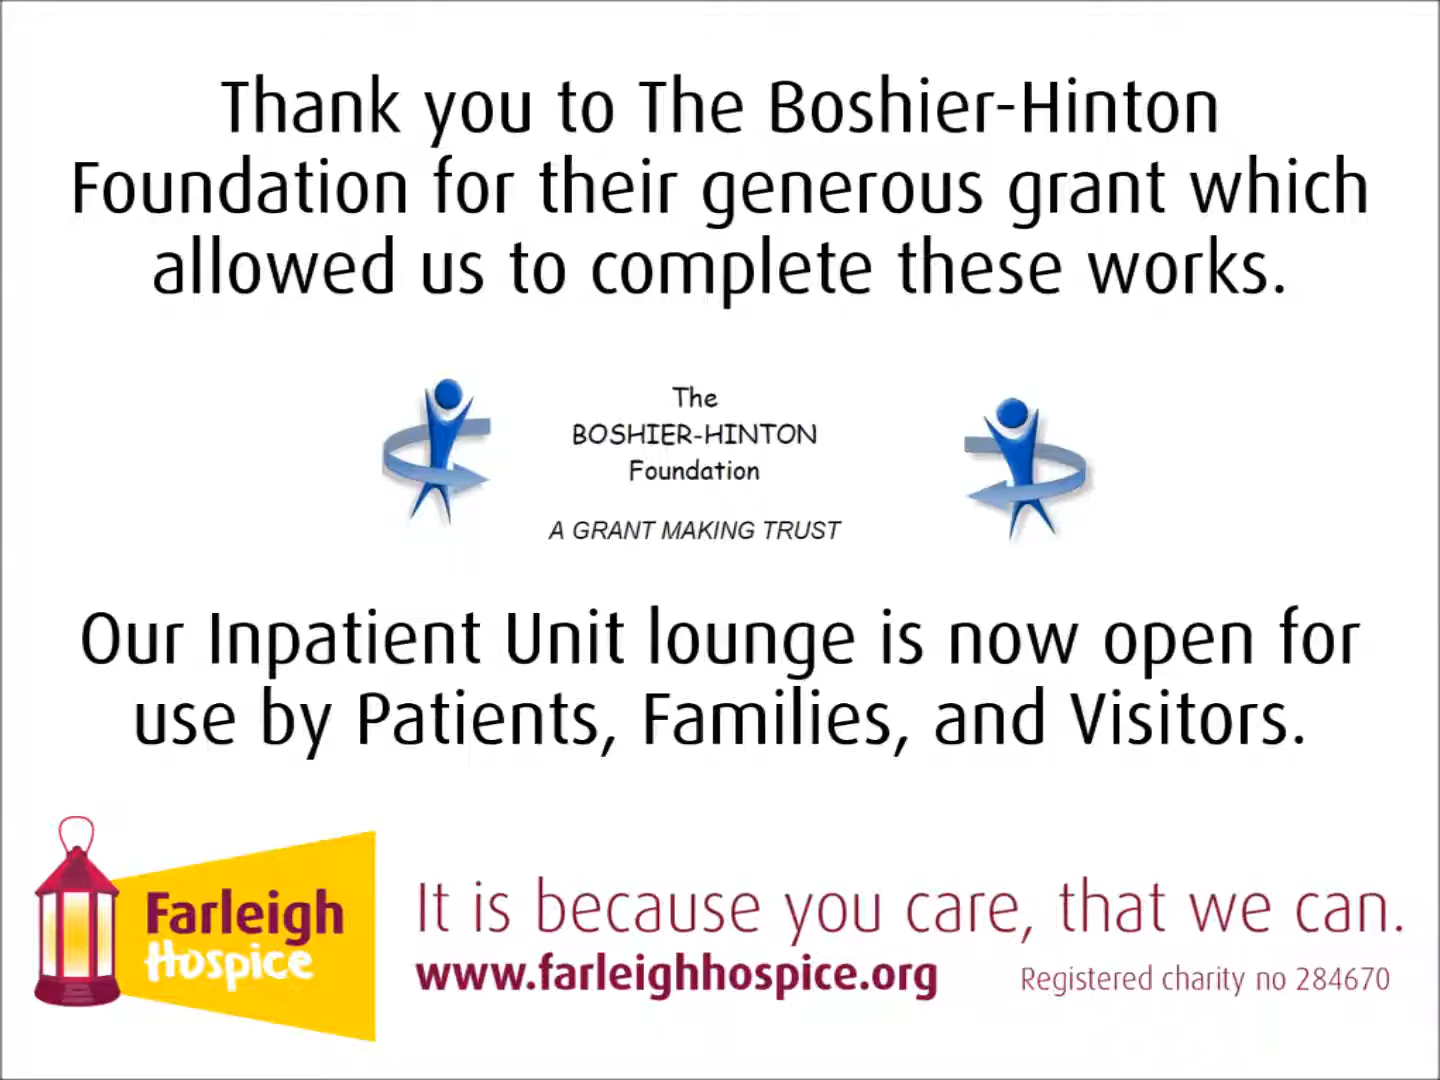 Thank you to The Boshier-Hinton
Foundation for their generous grant which
allowed us to complete these works.
The
BOSHIER-HINTON
Foundation
A GRANT MAKING TRUST
Our Inpatient Unit lounge is now open for
use by Patients, Families, and Visitors.
Farleigh
Hospice
It is because you care, that we can.
www.farleighhospice.org
Registered charity no 284670